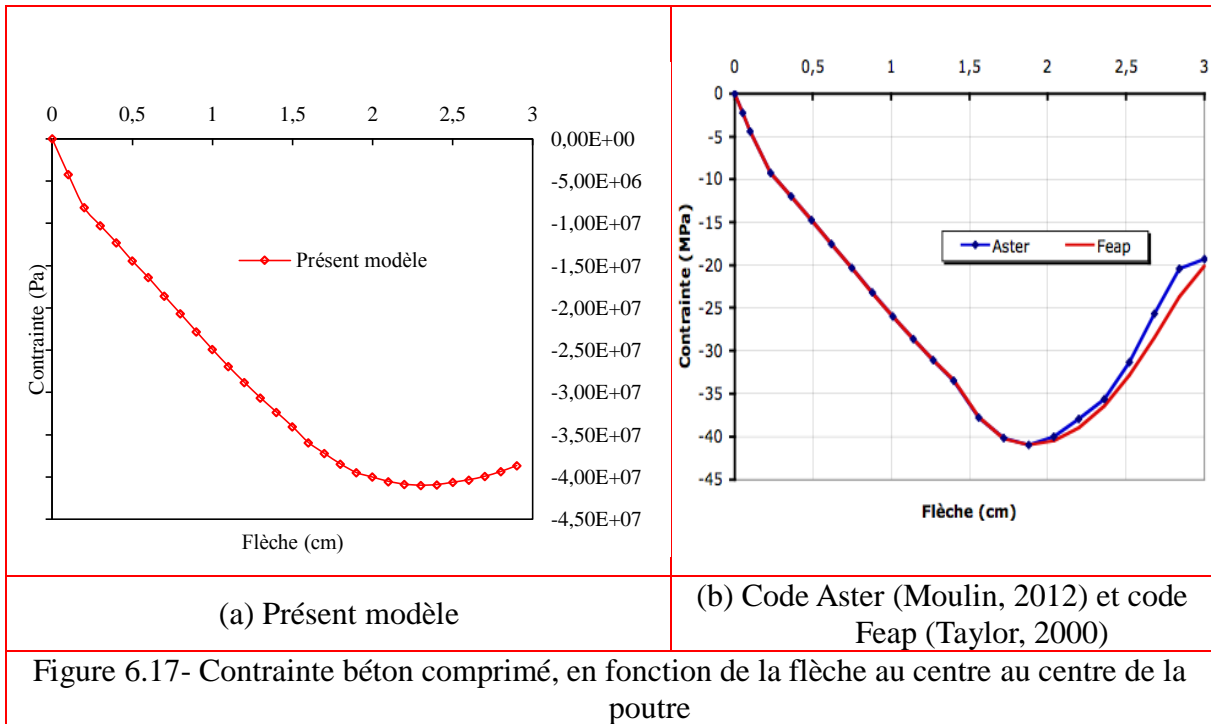 0 0,5 1 1,5 2 2,5 3
0,00E+00
-5,00E+06
-1,00E+07
-1,50E+07
-2,00E+07
-2,50E+07
-3,00E+07
-3,50E+07
-4,00E+07
-4,50E+07
Contrainte (Pa)
Présent modèle
Flèche (cm)
0 0,5 1 1,5 2 2,5 3
0
-5
-10
-15
-20
-25
-30
-35
-40
-45
Contrainte (MPa)
Aster Feap
Flèche (cm)
(a) Présent modèle
(b) Code Aster (Moulin, 2012) et code
Feap (Taylor, 2000)
Figure 6.17- Contrainte béton comprimé, en fonction de la flèche au centre au centre de la
poutre